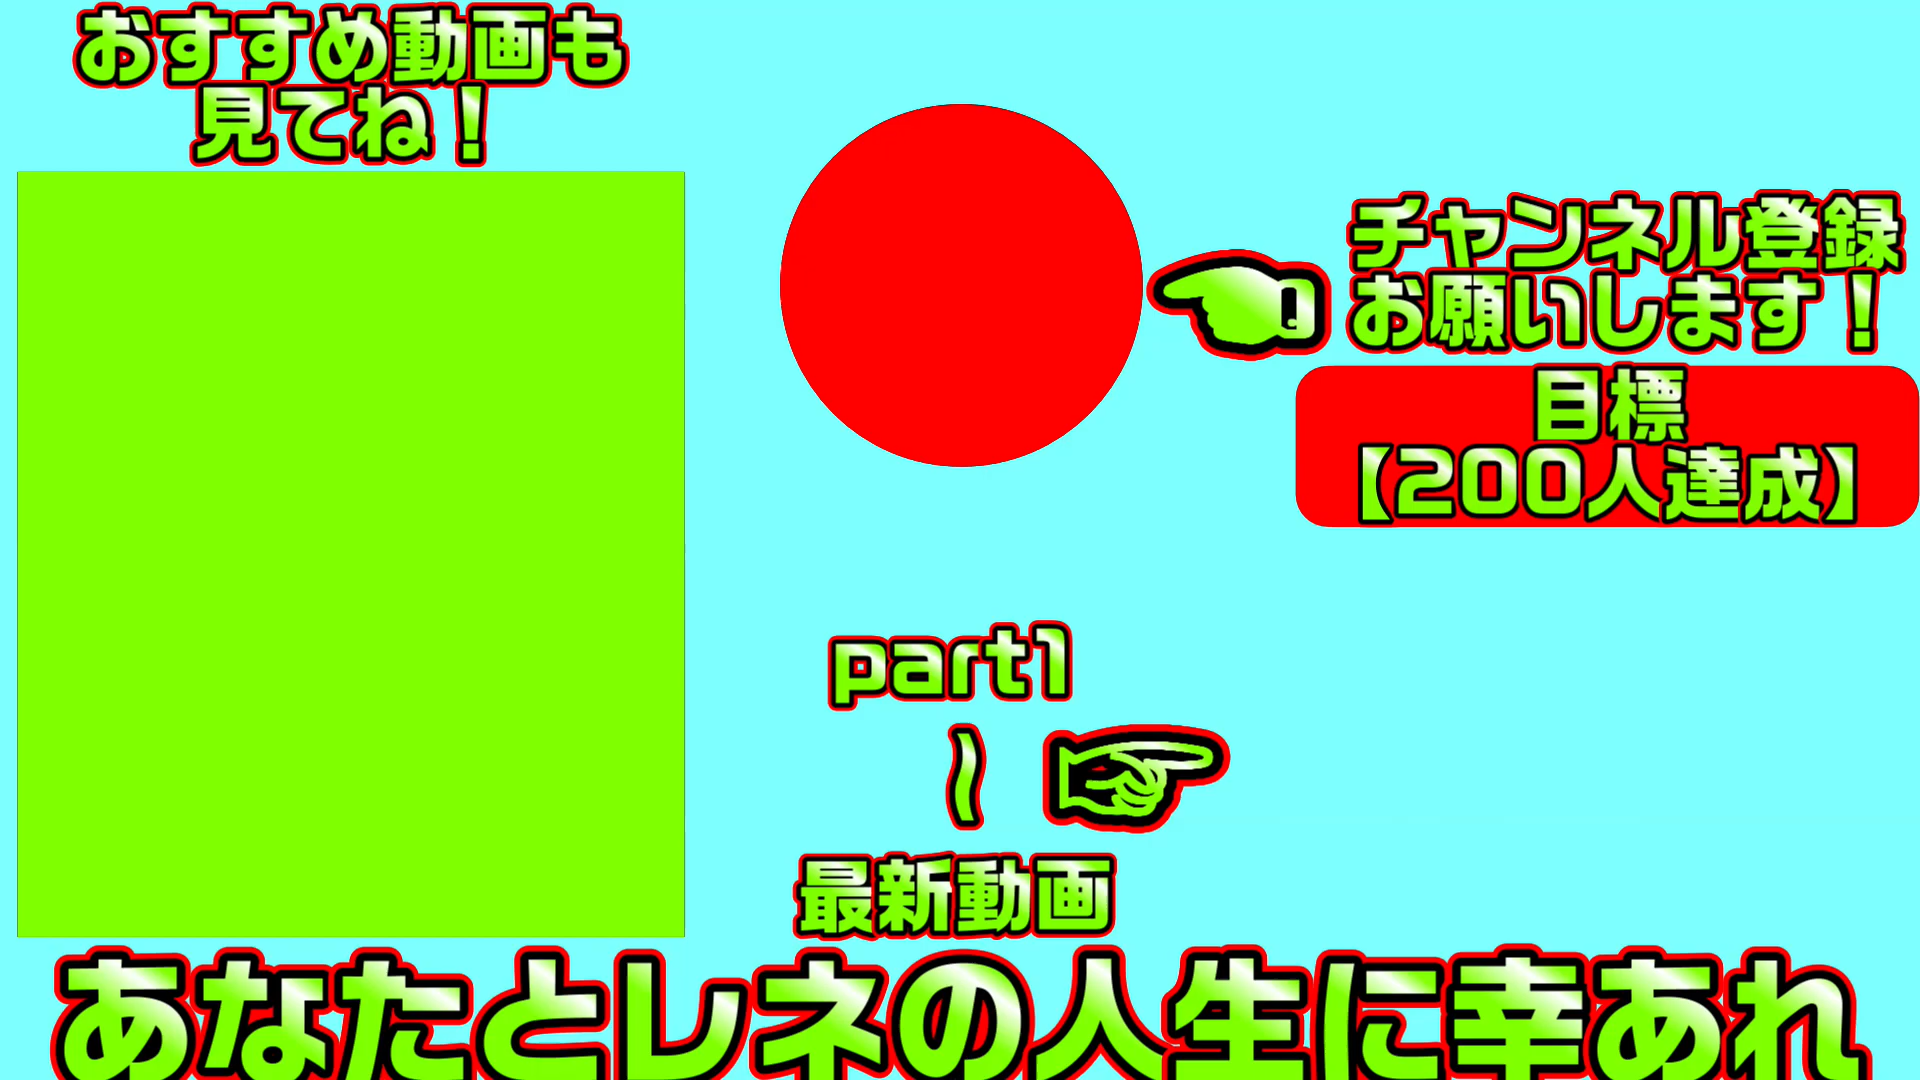 おすすめ動画も
見てね！
チャンネル登録
お願いします！
目標
【200人達成】
part1
～
最新動画
あなたとレネの人生に幸あれ